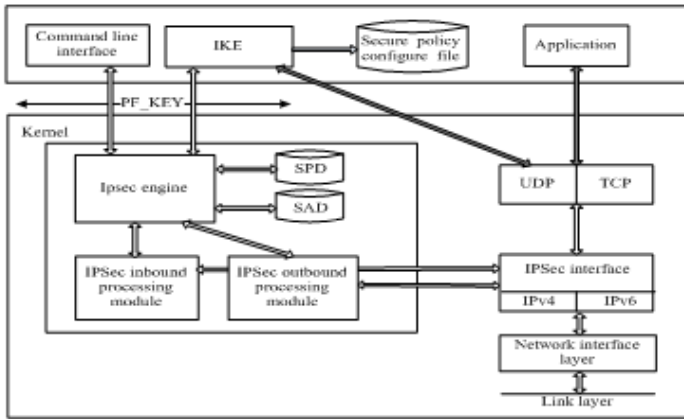 Command line
interface
IKE
Secure policy
configure file
Application
PF_KEY
Kernel
Ipsec engine
SPD
SAD
UDP
TCP
IPSec inbound
processing
module
IPSec outbound
processing
module
IPSec interface
IPv4
IPv6
Network interface
layer
Link layer